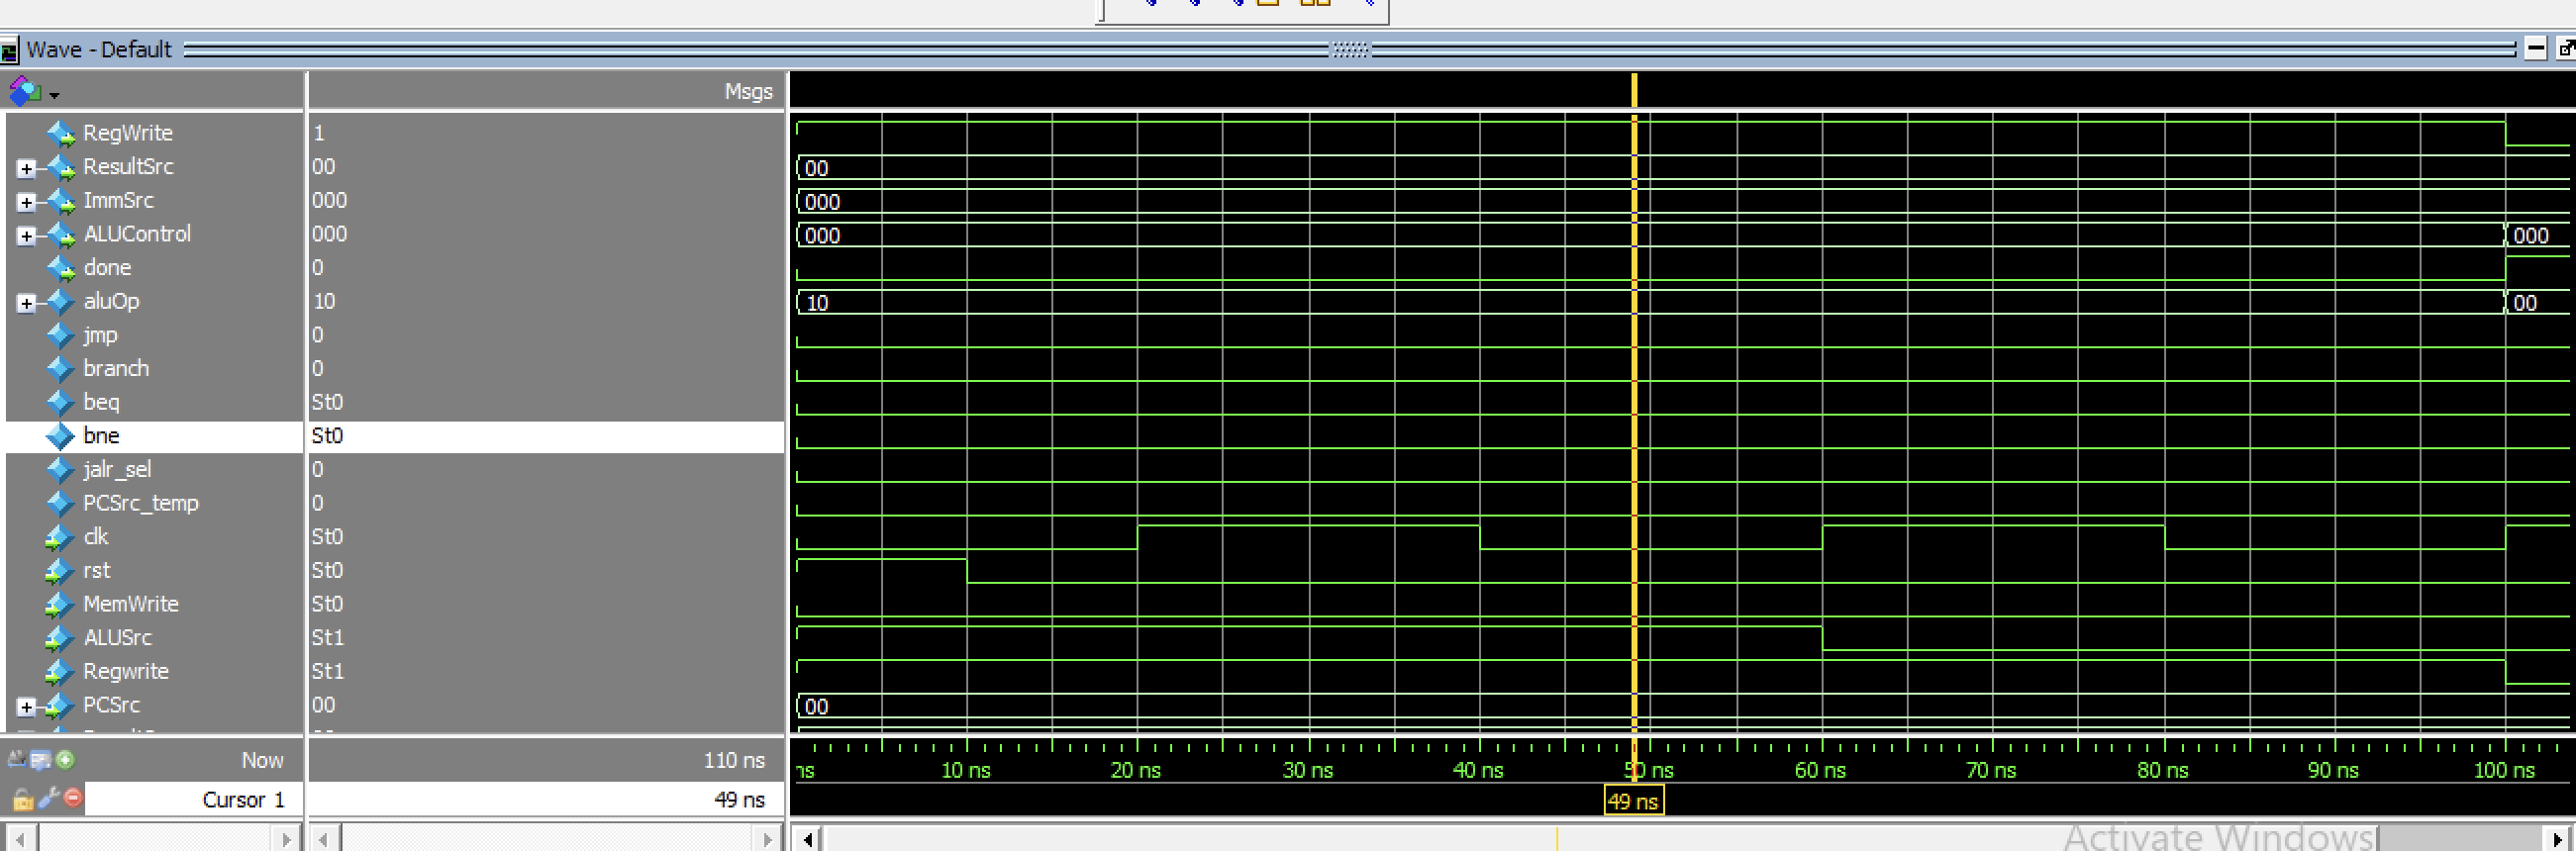 Wave - Default
Msgs
RegWrite 1
ResultSrc 00 00
ImmSrc 000 000
ALUControl 000 000 000
done 0
aluOp 10 10 00
jmp 0
branch 0
beq St0
bne St0
jalr_sel 0
PCSrc_temp 0
clk St0
rst St0
MemWrite St0
ALUSrc St1
Regwrite St1
PCSrc 00 00
Now 110 ns ns 10 ns 20 ns 30 ns 40 ns 50 ns 60 ns 70 ns 80 ns 90 ns 100 ns
Cursor 1 49 ns 49 ns
Activate Windows